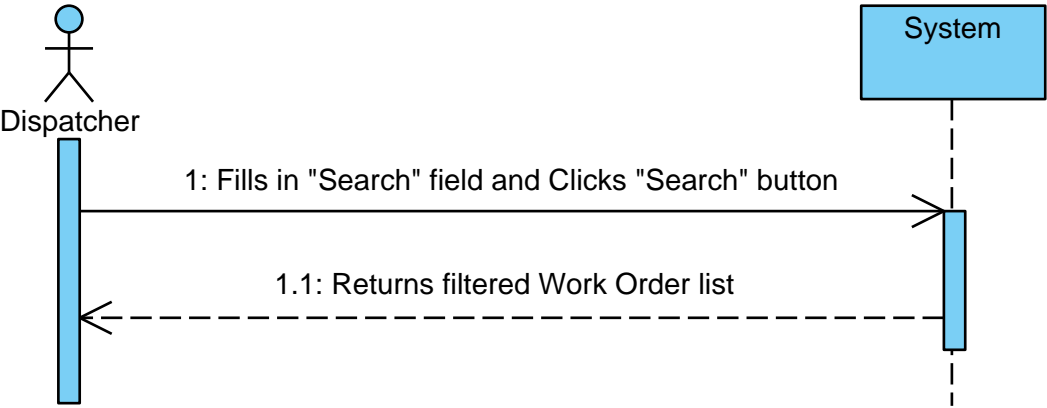 System
Dispatcher
1: Fills in "Search" field and Clicks "Search" button
1.1: Returns filtered Work Order list